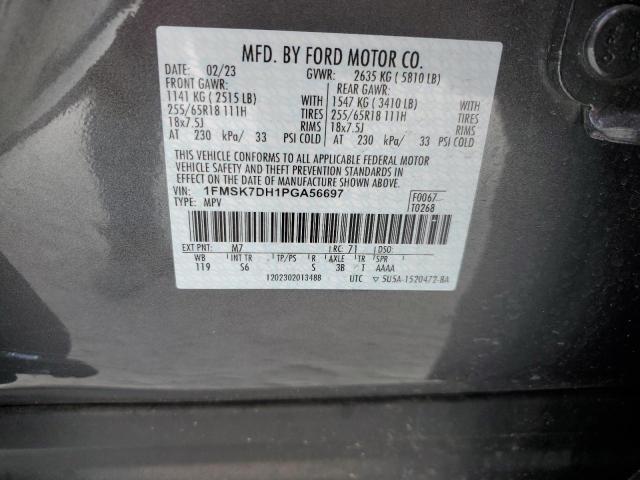 MFD. BY FORD MOTOR CO.
DATE: 02/23 GVWR: 2635 KG ( 5810 LB)
FRONT GAWR: REAR GAWR:
1141 KG ( 2515 LB) WITH 1547 KG ( 3410 LB) WITH
255/65R18 111H TIRES 255/65R18 111H TIRES
18x7.5J RIMS 18x7.5J RIMS
AT 230 kPa/ 33 PSI COLD AT 230 kPa/ 33 PSI COLD
THIS VEHICLE CONFORMS TO ALL APPLICABLE FEDERAL MOTOR
VEHICLE SAFETY AND THEFT PREVENTION STANDARDS IN
EFFECT ON THE DATE OF MANUFACTURE SHOWN ABOVE.
VIN: 1FMSK7DH1PGA56697 F0067
TYPE: MPV T0268
EXT PNT: M7 RC: 71 DSO:
WB INT TR TP/PS R AXLE TR SPR
119 S6 S 3B T AAAA
120230201348B UTC ▽ 5U5A-1520472-BA